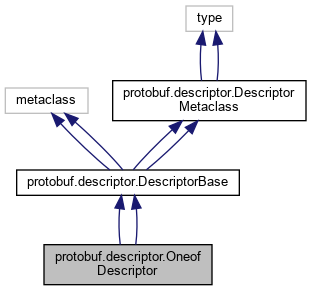 type
metaclass
protobuf.descriptor.Descriptor
Metaclass
protobuf.descriptor.DescriptorBase
protobuf.descriptor.Oneof
Descriptor